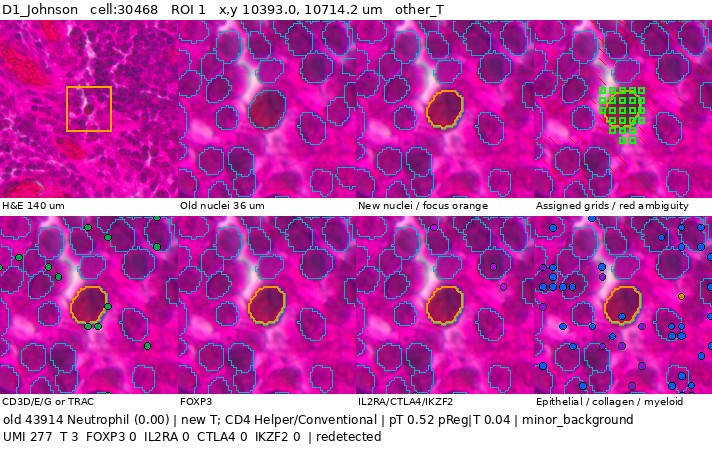 D1_Johnson   cell:30468   ROI 1   x,y 10393.0, 10714.2 um   other_T
H&E 140 um
Old nuclei 36 um
New nuclei / focus orange
Assigned grids / red ambiguity
CD3D/E/G or TRAC
FOXP3
IL2RA/CTLA4/IKZF2
Epithelial / collagen / myeloid
old 43914 Neutrophil (0.00) | new T; CD4 Helper/Conventional | pT 0.52 pReg|T 0.04 | minor_background
UMI 277  T 3  FOXP3 0  IL2RA 0  CTLA4 0  IKZF2 0  | redetected